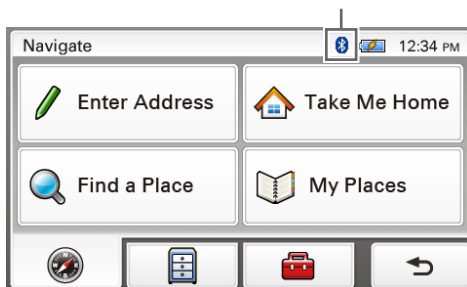 Navigate 12:34 PM
Enter Address Take Me Home
Find a Place My Places